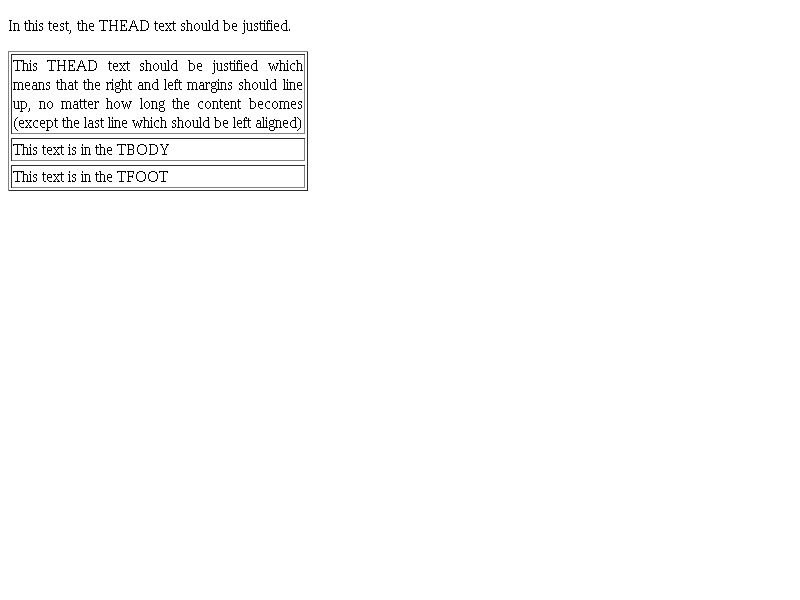 In this test, the THEAD text should be justified.
This THEAD text should be justified which
means that the right and left margins should line
up, no matter how long the content becomes
(except the last line which should be left aligned)
This text is in the TBODY
This text is in the TFOOT